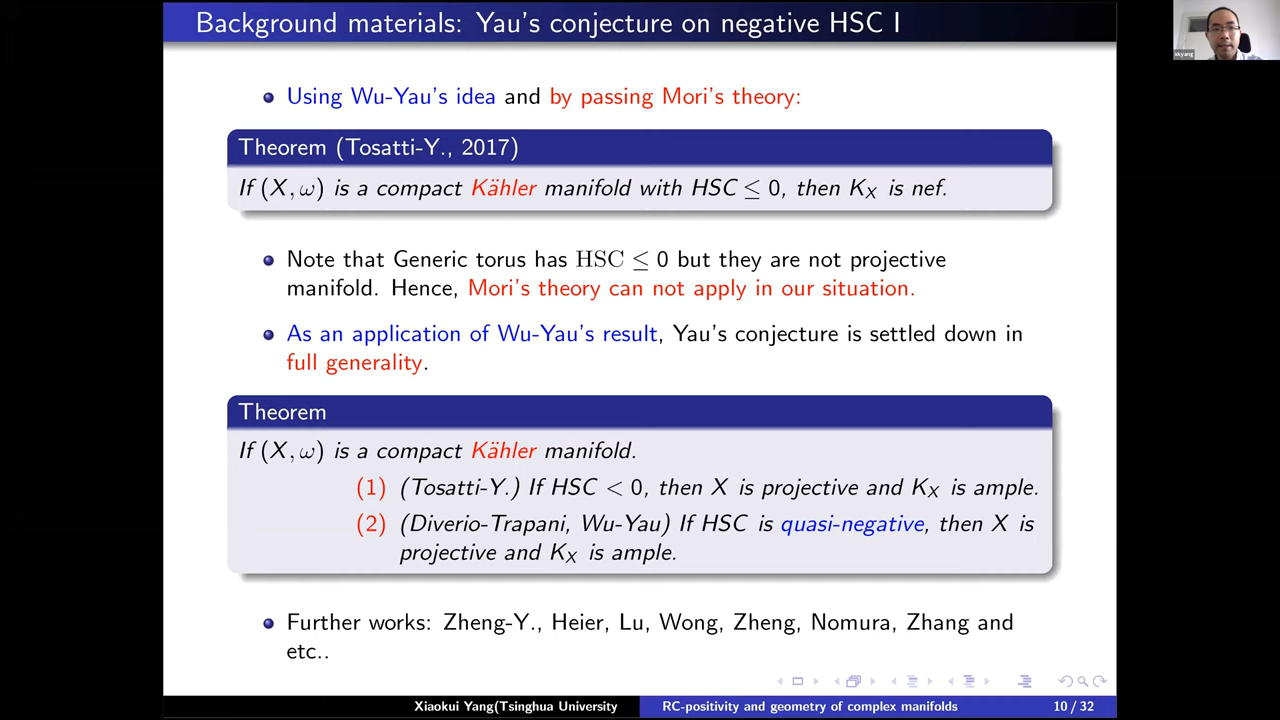 Background materials: Yau's conjecture on negative HSC I
xkyang
Using Wu-Yau's idea and by passing Mori's theory:
Theorem (Tosatti-Y., 2017)
If (X, ω) is a compact Kähler manifold with HSC ≤ 0, then K_X is nef.
Note that Generic torus has HSC ≤ 0 but they are not projective
manifold. Hence, Mori's theory can not apply in our situation.
As an application of Wu-Yau's result, Yau's conjecture is settled down in
full generality.
Theorem
If (X, ω) is a compact Kähler manifold.
(1) (Tosatti-Y.) If HSC < 0, then X is projective and K_X is ample.
(2) (Diverio-Trapani, Wu-Yau) If HSC is quasi-negative, then X is
projective and K_X is ample.
Further works: Zheng-Y., Heier, Lu, Wong, Zheng, Nomura, Zhang and
etc..
Xiaokui Yang(Tsinghua University
RC-positivity and geometry of complex manifolds
10 / 32